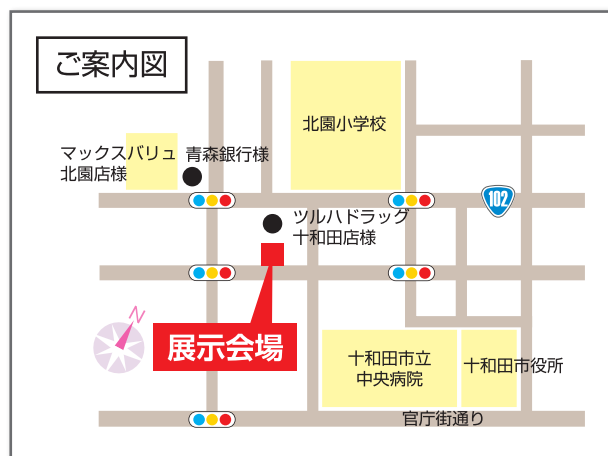 ご案内図
北園小学校
マックスバリュ
北園店様
青森銀行様
102
ツルハドラッグ
十和田店様
N
展示会場
十和田市立
中央病院
十和田市役所
官庁街通り